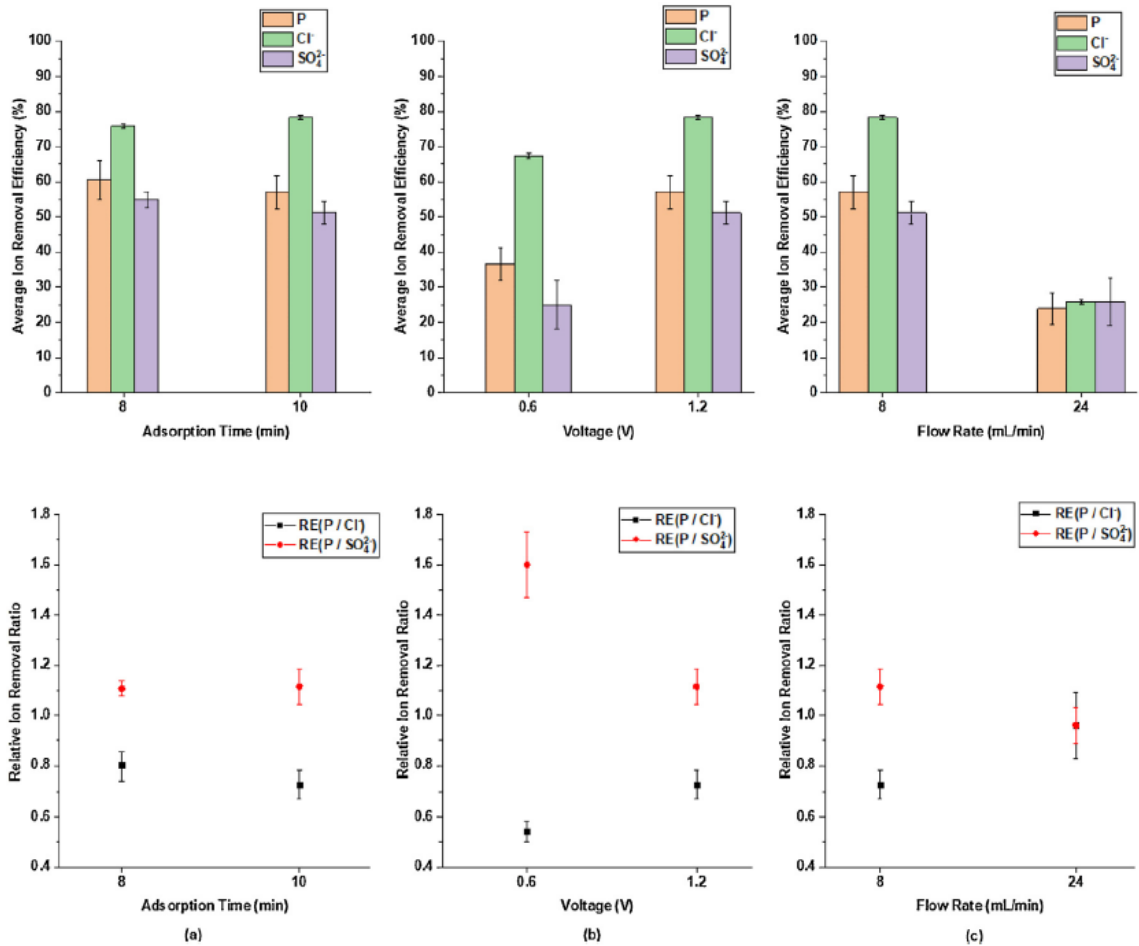 P
Cl⁻
SO₄²⁻
Average Ion Removal Efficiency (%)
100
90
80
70
60
50
40
30
20
10
0
8
10
Adsorption Time (min)
P
Cl⁻
SO₄²⁻
Average Ion Removal Efficiency (%)
100
90
80
70
60
50
40
30
20
10
0
0.6
1.2
Voltage (V)
P
Cl⁻
SO₄²⁻
Average Ion Removal Efficiency (%)
100
90
80
70
60
50
40
30
20
10
0
8
24
Flow Rate (mL/min)
RE(P / Cl⁻)
RE(P / SO₄²⁻)
Relative Ion Removal Ratio
1.8
1.6
1.4
1.2
1.0
0.8
0.6
0.4
8
10
Adsorption Time (min)
(a)
RE(P / Cl⁻)
RE(P / SO₄²⁻)
Relative Ion Removal Ratio
1.8
1.6
1.4
1.2
1.0
0.8
0.6
0.4
0.6
1.2
Voltage (V)
(b)
RE(P / Cl⁻)
RE(P / SO₄²⁻)
Relative Ion Removal Ratio
1.8
1.6
1.4
1.2
1.0
0.8
0.6
0.4
8
24
Flow Rate (mL/min)
(c)